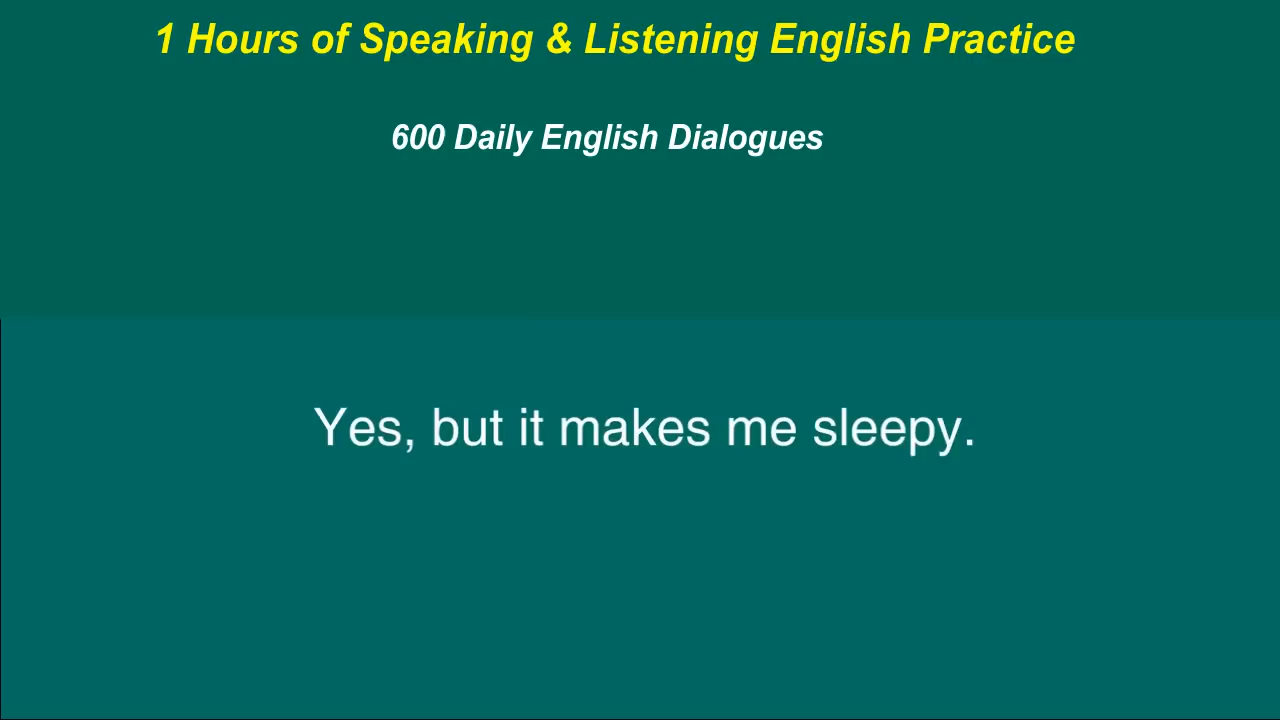 1 Hours of Speaking & Listening English Practice
600 Daily English Dialogues
Yes, but it makes me sleepy.